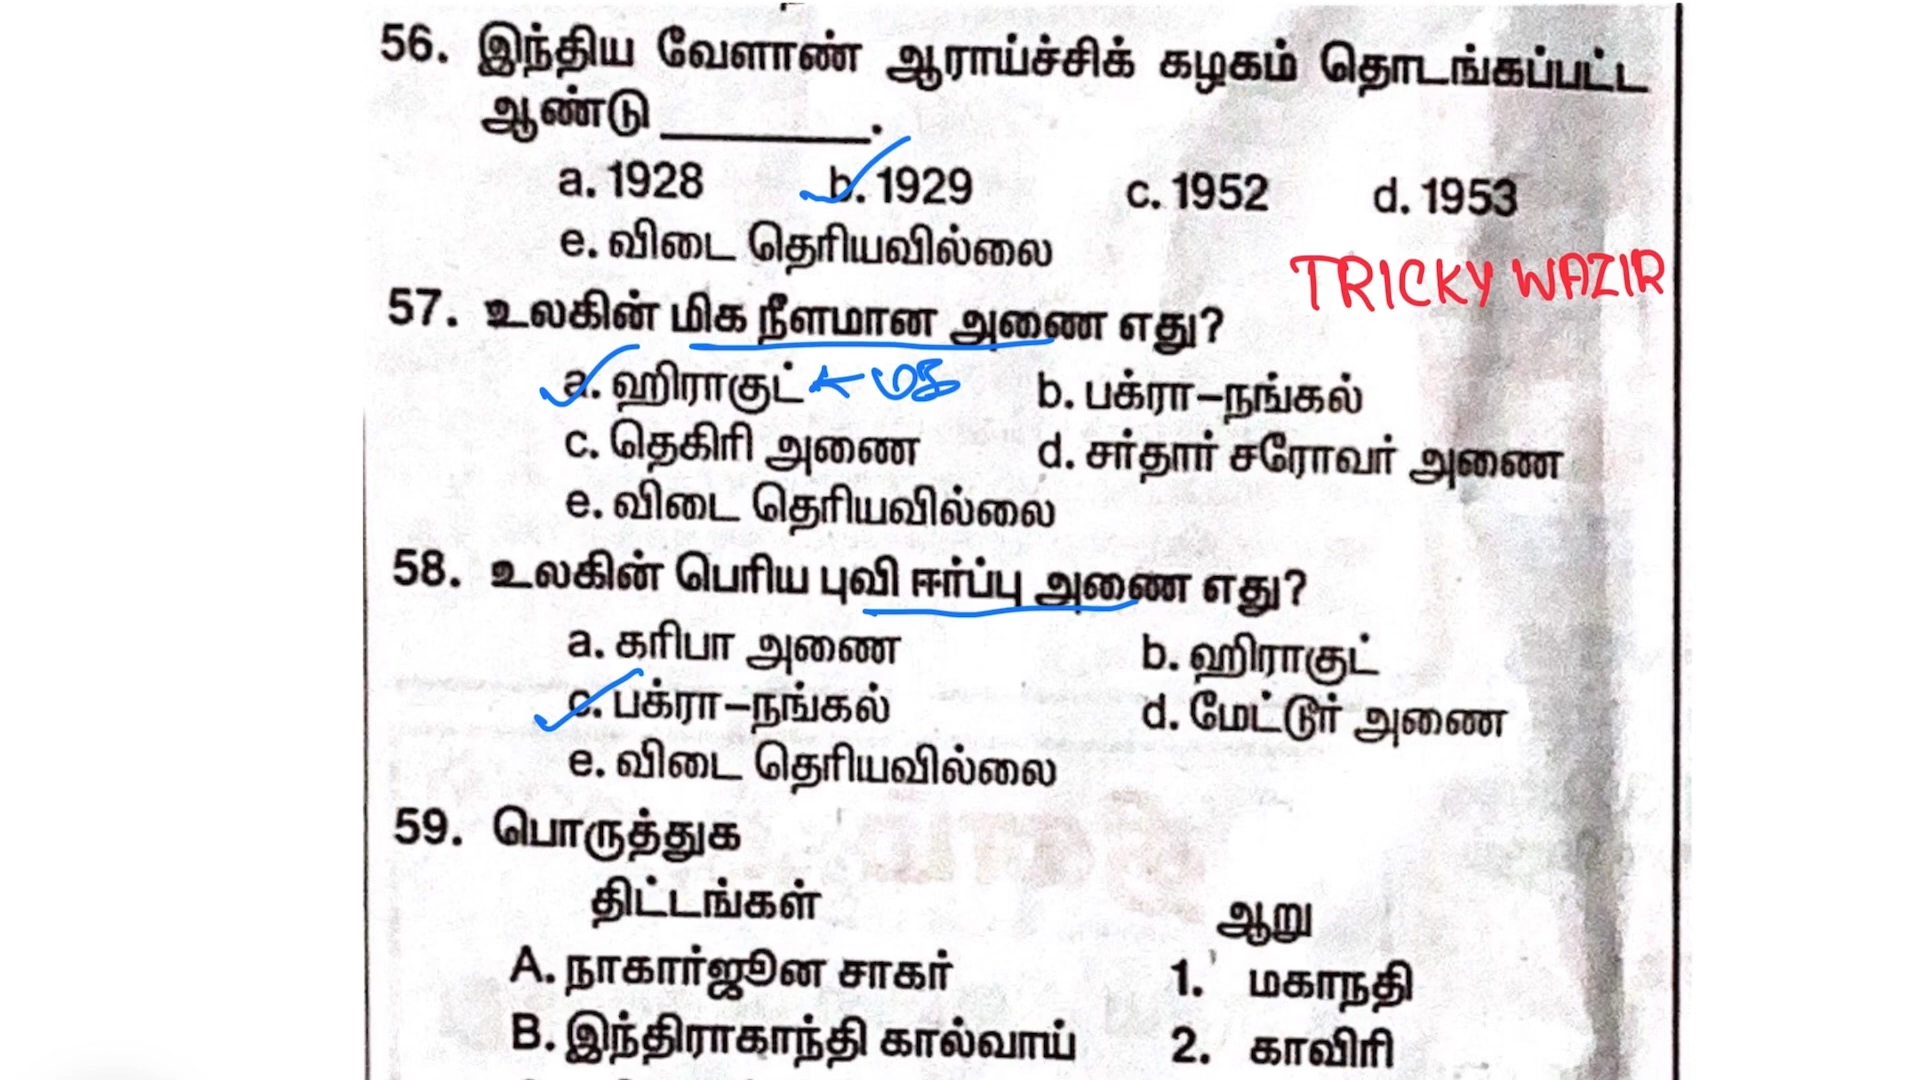 56. இந்திய வேளாண் ஆராய்ச்சிக் கழகம் தொடங்கப்பட்ட
ஆண்டு ________.
a. 1928 b. 1929 c. 1952 d. 1953
e. விடை தெரியவில்லை
TRICKY WAZIR
57. உலகின் மிக நீளமான அணை எது?
a. ஹிராகுட் b. பக்ரா–நங்கல்
c. தெகிரி அணை d. சர்தார் சரோவர் அணை
e. விடை தெரியவில்லை
58. உலகின் பெரிய புவி ஈர்ப்பு அணை எது?
a. கரிபா அணை b. ஹிராகுட்
c. பக்ரா–நங்கல் d. மேட்டூர் அணை
e. விடை தெரியவில்லை
59. பொருத்துக
திட்டங்கள் ஆறு
A. நாகார்ஜூன சாகர் 1. மகாநதி
B. இந்திராகாந்தி கால்வாய் 2. காவிரி